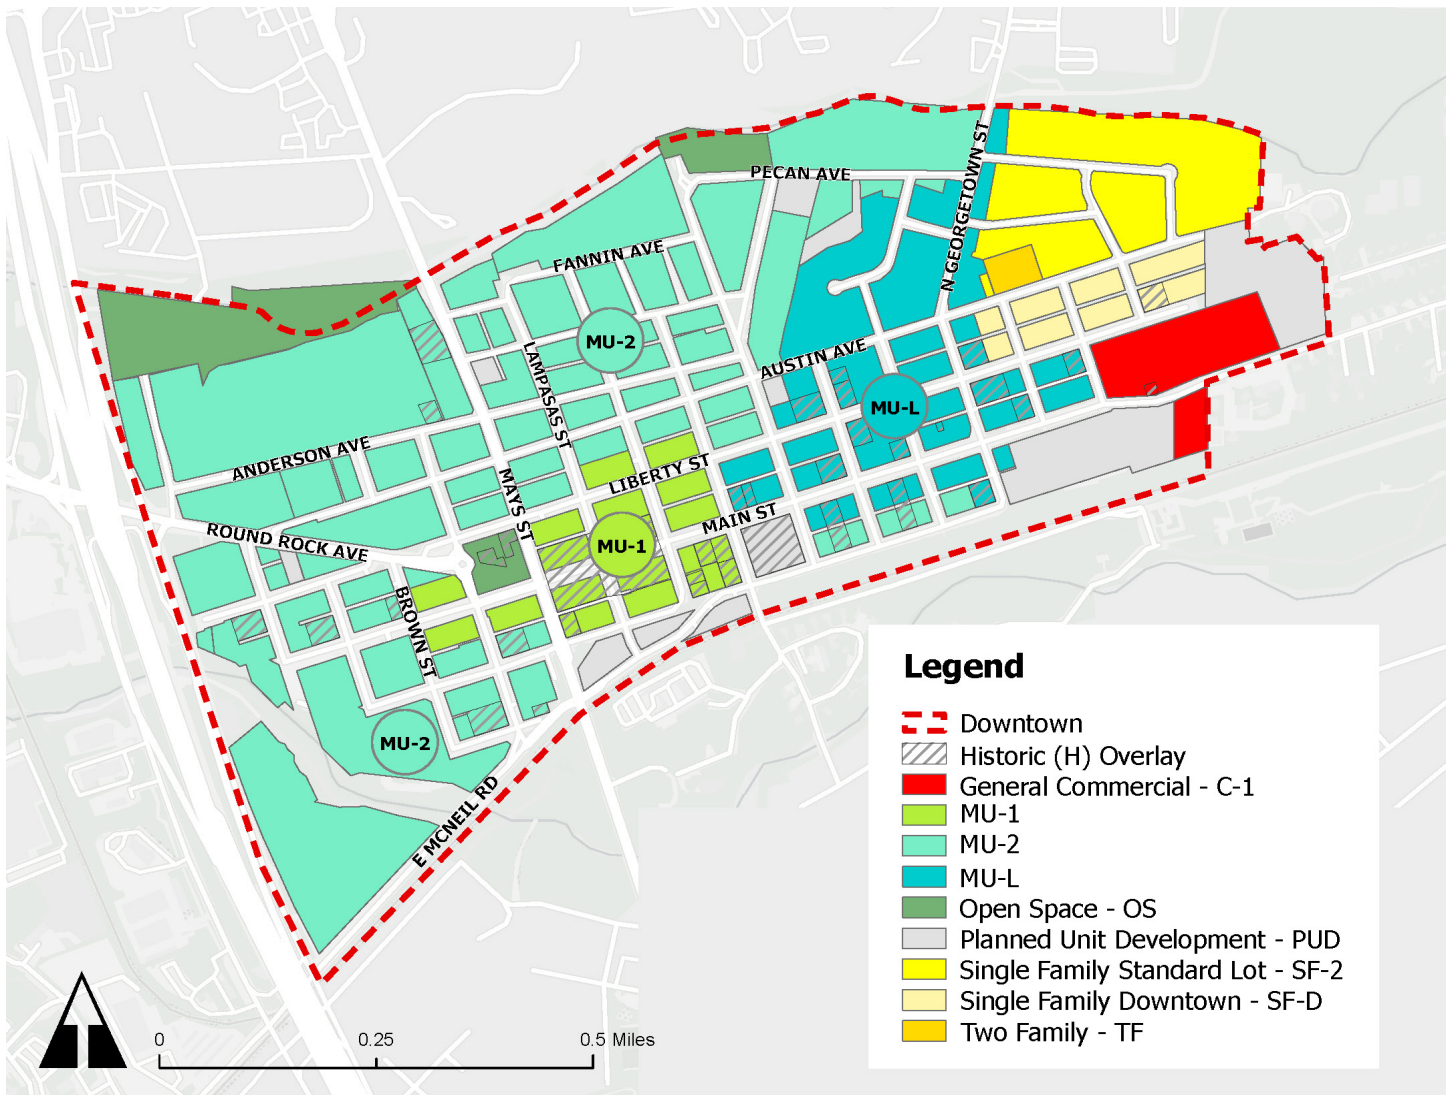 PECAN AVE
N GEORGETOWN ST
FANNIN AVE
MU-2
LAMPASAS ST
AUSTIN AVE
MU-L
ANDERSON AVE
LIBERTY ST
MAYS ST
MAIN ST
ROUND ROCK AVE
MU-1
BROWN ST
MU-2
E MCNEIL RD
Legend
Downtown
Historic (H) Overlay
General Commercial - C-1
MU-1
MU-2
MU-L
Open Space - OS
Planned Unit Development - PUD
Single Family Standard Lot - SF-2
Single Family Downtown - SF-D
Two Family - TF
0 0.25 0.5 Miles